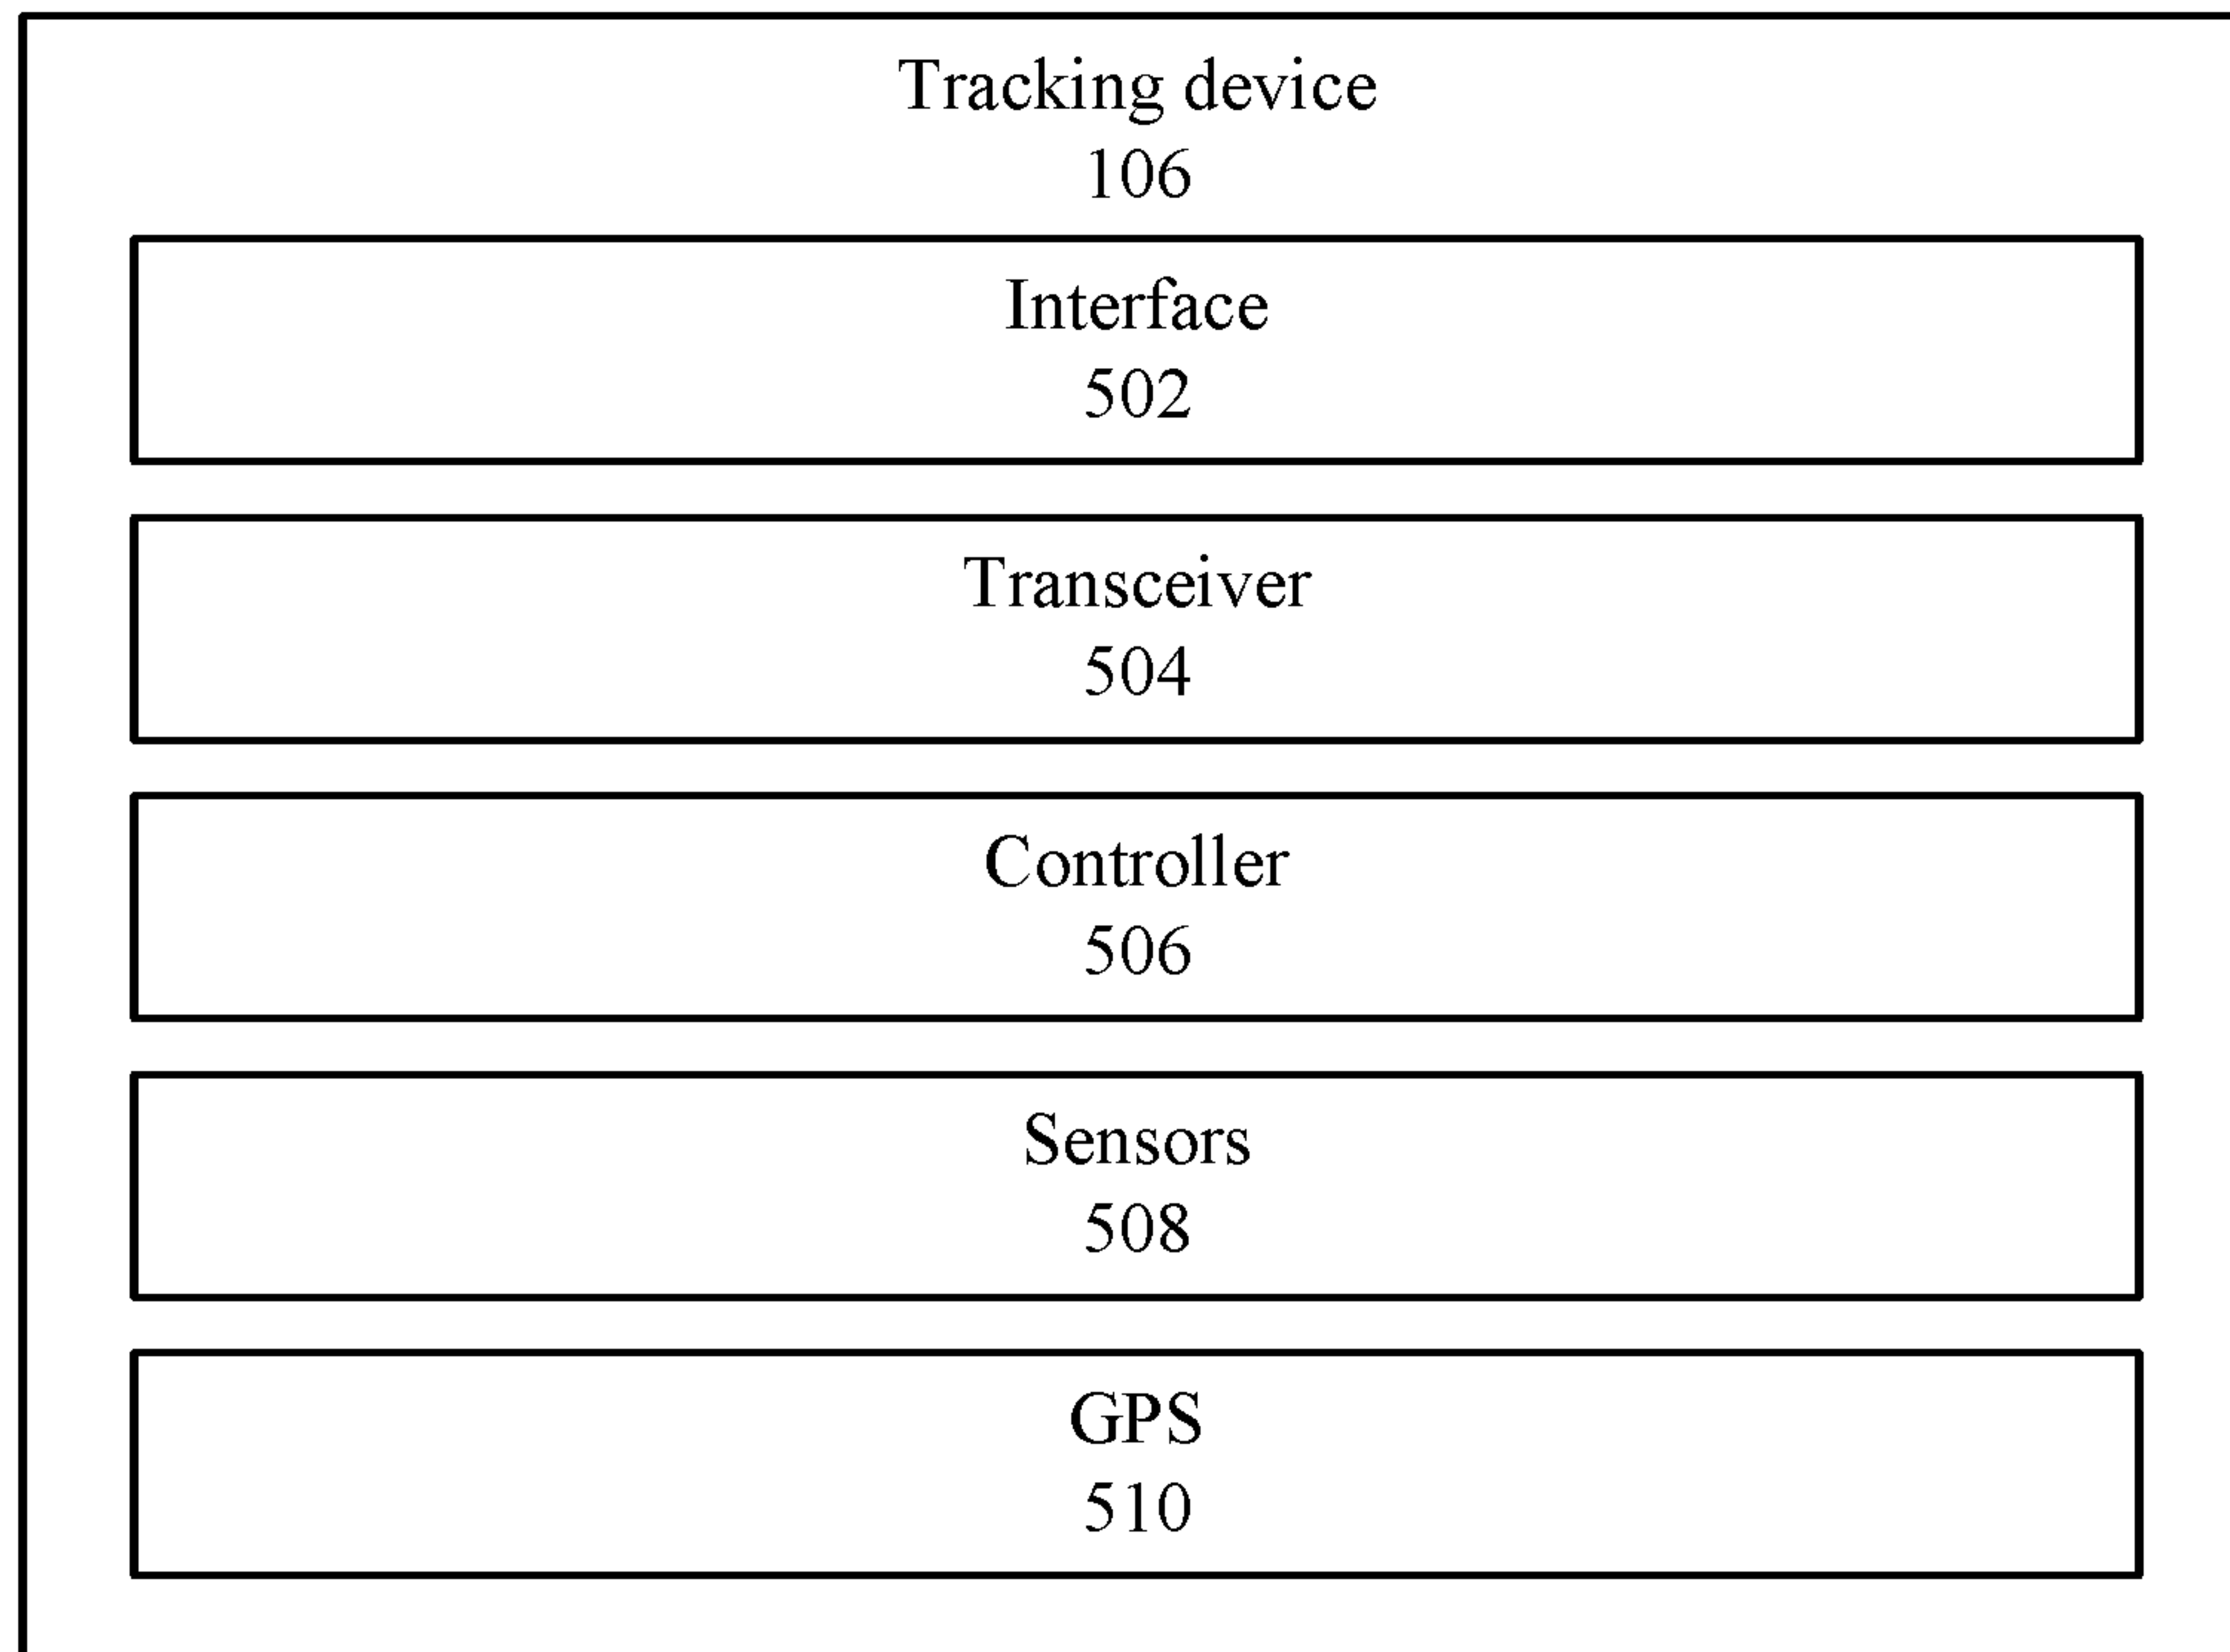 Tracking device
106
Interface
502
Transceiver
504
Controller
506
Sensors
508
GPS
510